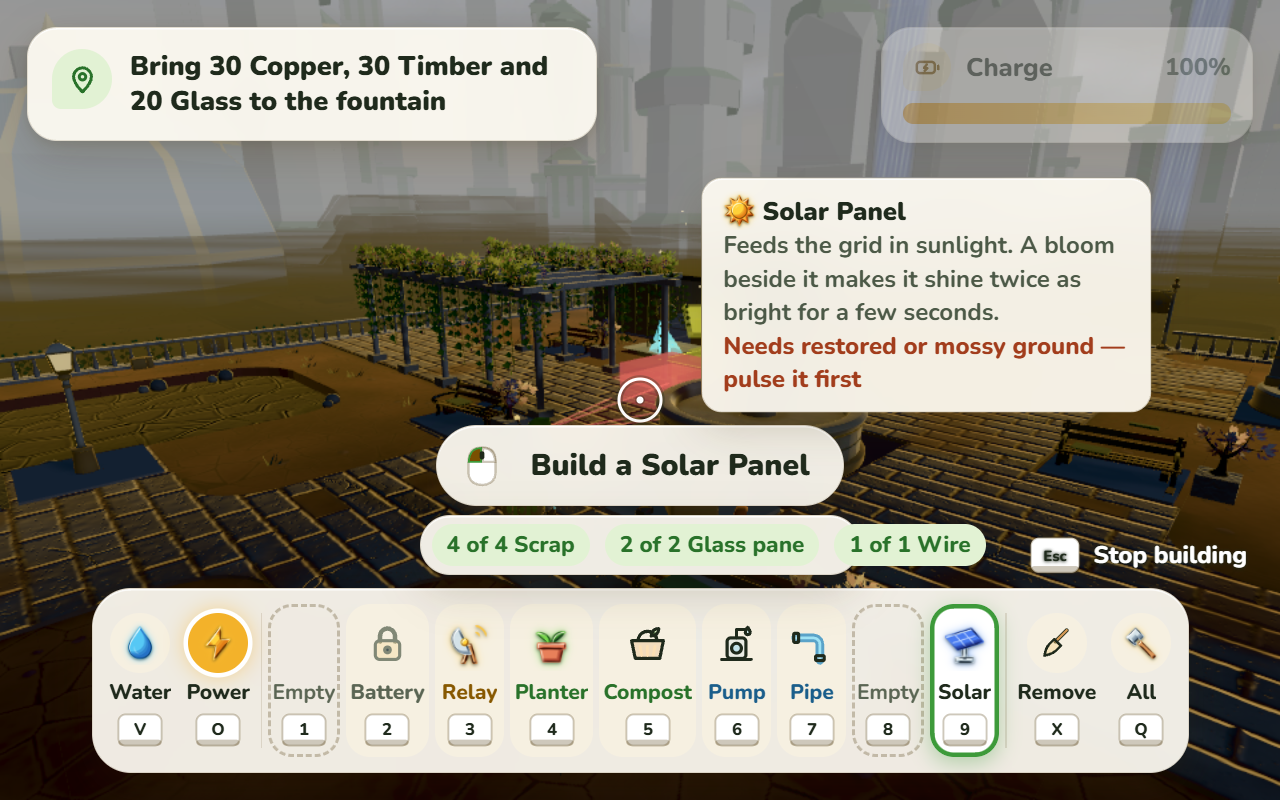 Bring 30 Copper, 30 Timber and
20 Glass to the fountain
Charge 100%
Solar Panel
Feeds the grid in sunlight. A bloom
beside it makes it shine twice as
bright for a few seconds.
Needs restored or mossy ground —
pulse it first
Build a Solar Panel
4 of 4 Scrap 2 of 2 Glass pane 1 of 1 Wire
Esc Stop building
Water Power Empty Battery Relay Planter Compost Pump Pipe Empty Solar Remove All
V O 1 2 3 4 5 6 7 8 9 X Q